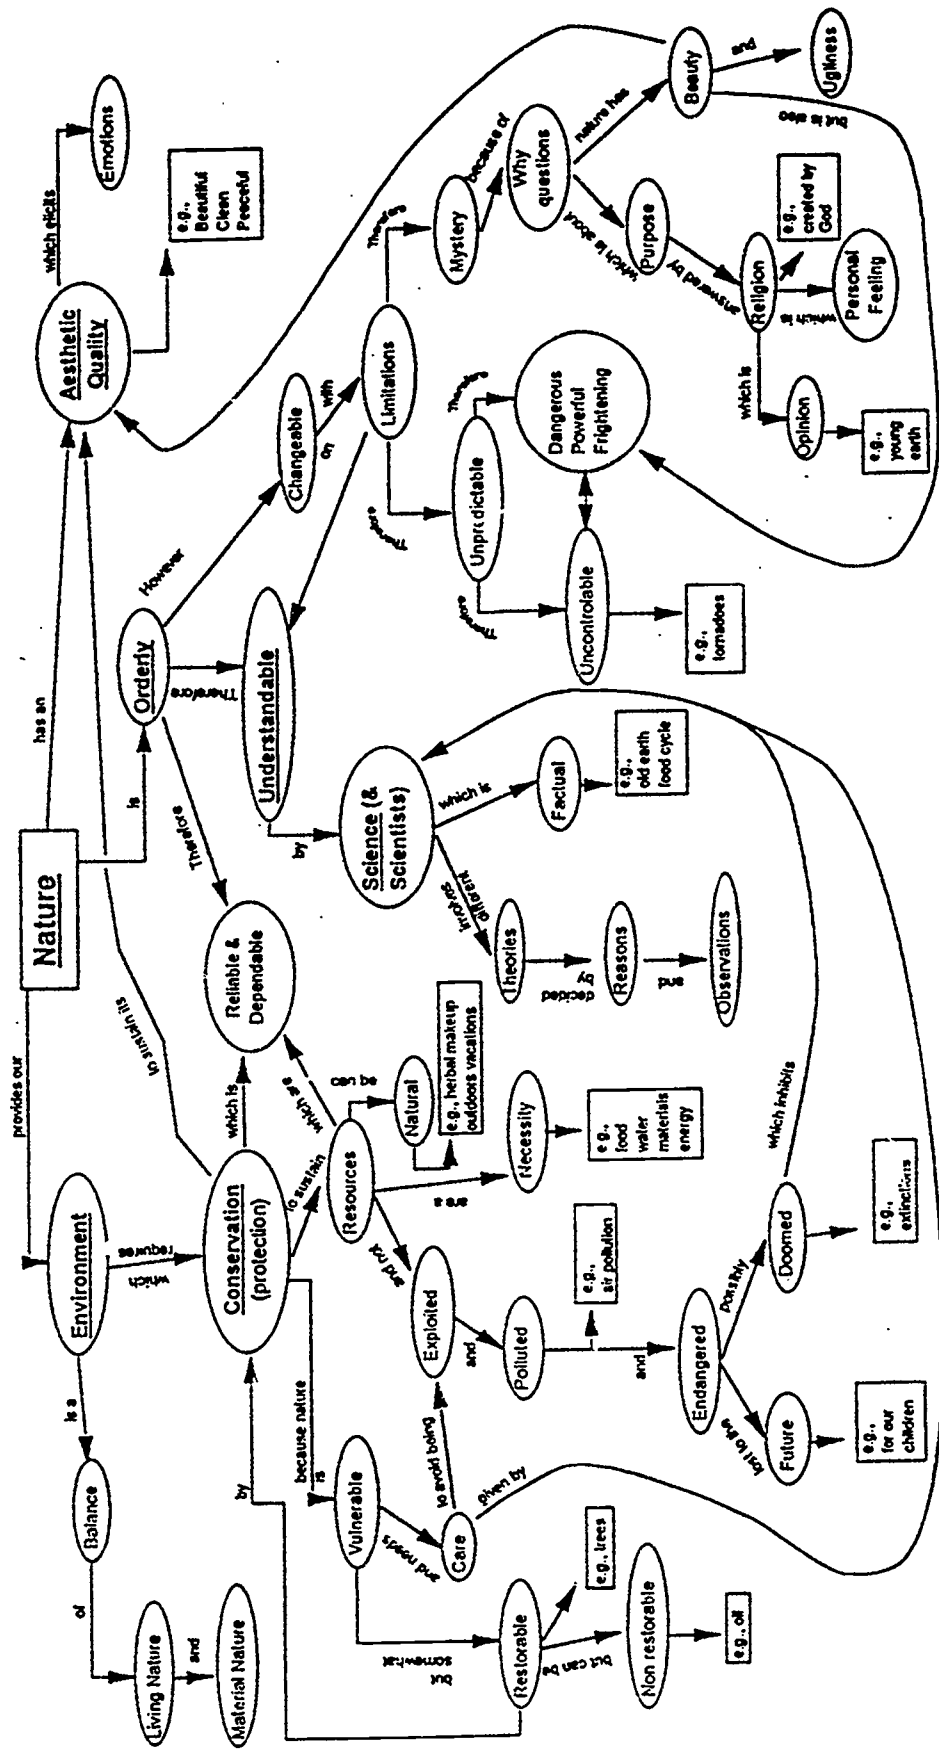 Nature
provides our
has an
is
Environment
is a
Balance
of
Living Nature
and
Material Nature
which
requires
Conservation
(protection)
to sustain its
which is
Reliable &
Dependable
Therefore
Orderly
Therefore
Understandable
However
Changeable
on
with
Limitations
Aesthetic
Quality
which elicits
Emotions
e.g.,
Beautiful
Clean
Peaceful
by
because nature
is
Vulnerable
and needs
Care
to avoid being
given by
but
somewhat
Restorable
e.g., trees
but can be
Non restorable
e.g., oil
to sustain
Resources
which are
Natural
e.g., herbal makeup
outdoors vacations
are a
Necessity
e.g.,
food
water
materials
energy
and not
Exploited
and
Polluted
e.g.,
air pollution
and
Endangered
lost to the
Future
e.g.,
for our
children
possibly
Doomed
e.g.,
extinctions
which inhibits
by
Science (&
Scientists)
which is
Factual
e.g.,
old earth
food cycle
involves
different
Theories
decided
by
Reasons
and
Observations
Therefore
Unpredictable
Therefore
Uncontrolable
e.g.,
tornadoes
Therefore
Dangerous
Powerful
Frightening
Therefore
Mystery
because of
Why
questions
which is about
Purpose
answered by
Religion
e.g.,
created by
God
which is
Personal
Feeling
which is
Opinion
e.g.,
young
earth
nature has
Beauty
and
Ugliness
but is also